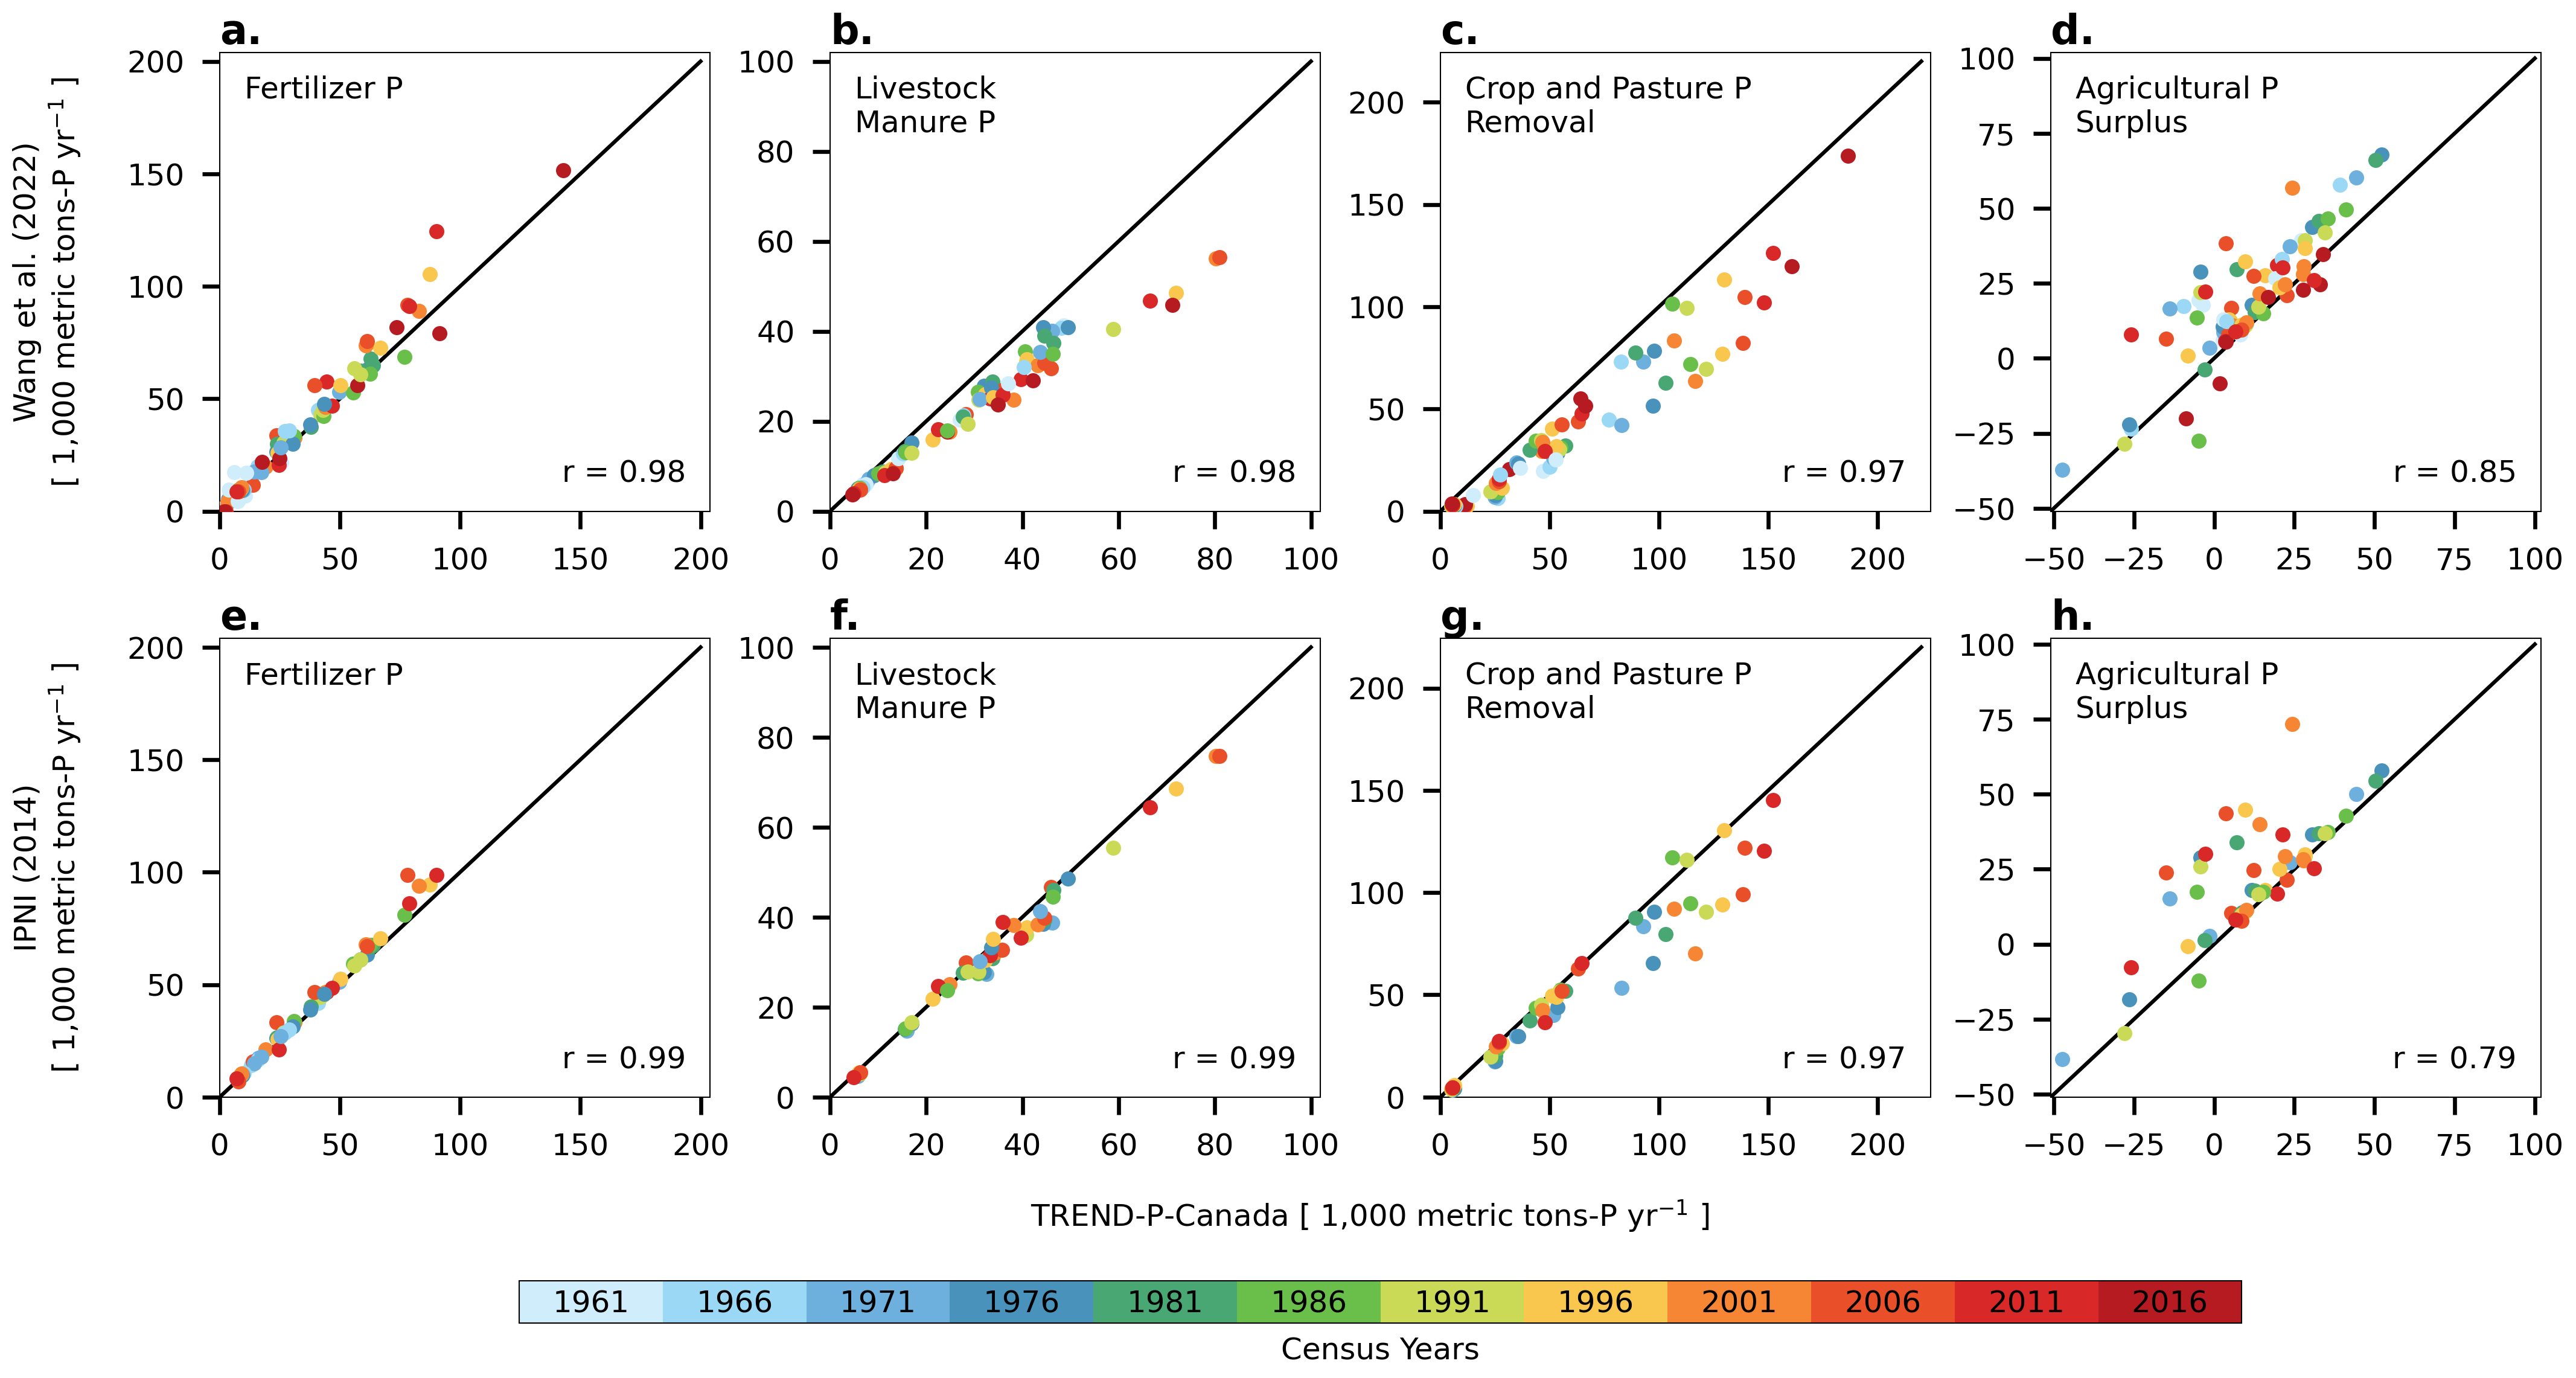 a.
b.
c.
d.
Wang et al. (2022)
[ 1,000 metric tons-P yr⁻¹ ]
200
150
100
50
0
Fertilizer P
r = 0.98
0 50 100 150 200
100
80
60
40
20
0
Livestock
Manure P
r = 0.98
0 20 40 60 80 100
200
150
100
50
0
Crop and Pasture P
Removal
r = 0.97
0 50 100 150 200
100
75
50
25
0
−25
−50
Agricultural P
Surplus
r = 0.85
−50 −25 0 25 50 75 100
e.
f.
g.
h.
IPNI (2014)
[ 1,000 metric tons-P yr⁻¹ ]
200
150
100
50
0
Fertilizer P
r = 0.99
0 50 100 150 200
100
80
60
40
20
0
Livestock
Manure P
r = 0.99
0 20 40 60 80 100
200
150
100
50
0
Crop and Pasture P
Removal
r = 0.97
0 50 100 150 200
100
75
50
25
0
−25
−50
Agricultural P
Surplus
r = 0.79
−50 −25 0 25 50 75 100
TREND-P-Canada [ 1,000 metric tons-P yr⁻¹ ]
1961 1966 1971 1976 1981 1986 1991 1996 2001 2006 2011 2016
Census Years